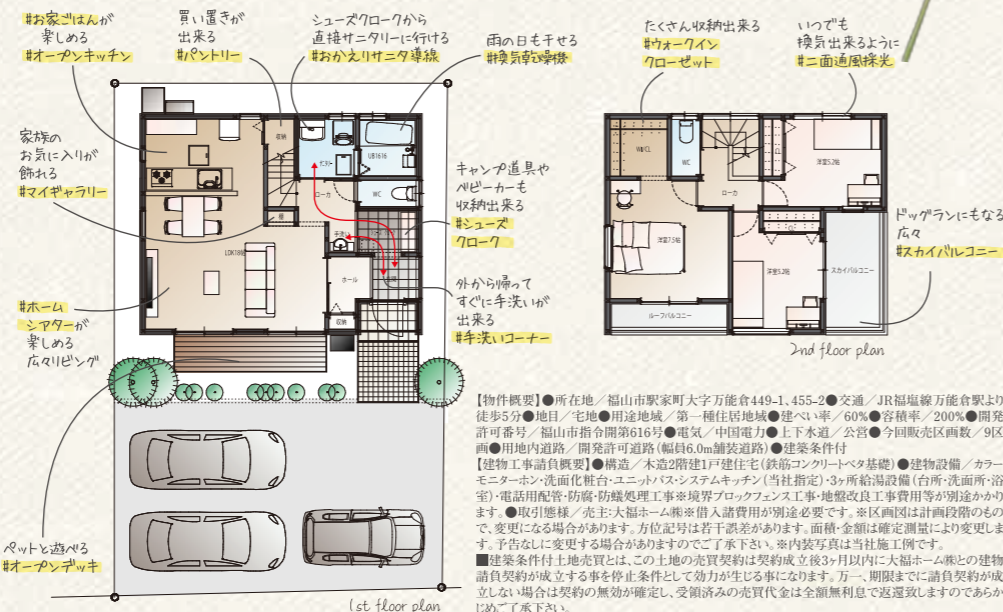 #お家ごはんが
楽しめる
#オープンキッチン
買い置きが
出来る
#パントリー
シューズクロークから
直接サニタリーに行ける
#おかえりサニタ導線
雨の日も干せる
#換気乾燥機
たくさん収納出来る
#ウォークイン
クローゼット
いつでも
換気出来るように
#二面通風採光
家族の
お気に入りが
飾れる
#マイギャラリー
キャンプ道具や
ベビーカーも
収納出来る
#シューズ
クローク
外から帰って
すぐに手洗いが
出来る
#手洗いコーナー
#ホーム
シアターが
楽しめる
広々リビング
ペットと遊べる
#オープンデッキ
ドッグランにもなる
広々
#スカイバルコニー
収納
UB1616
WC
ローカ
棚
手洗い
LDK18帖
ホール
収納
1st floor plan
WCL
WC
ローカ
CL
洋室5.2帖
洋室7.5帖
CL
洋室5.2帖
スカイバルコニー
ルーフバルコニー
2nd floor plan
【物件概要】●所在地／福山市駅家町大字万能倉449-1、455-2●交通／JR福塩線万能倉駅より
徒歩5分●地目／宅地●用途地域／第一種住居地域●建ぺい率／60%●容積率／200%●開発
許可番号／福山市指令開第616号●電気／中国電力●上下水道／公営●今回販売区画数／9区
画●用地内道路／開発許可道路(幅員6.0m舗装道路)●建築条件付
【建物工事請負概要】●構造／木造2階建1戸建住宅(鉄筋コンクリートベタ基礎)●建物設備／カラー
モニターホン・洗面化粧台・ユニットバス・システムキッチン(当社指定)・3ヶ所給湯設備(台所・洗面所・浴
室)・電話用配管・防腐・防蟻処理工事※境界ブロックフェンス工事・地盤改良工事費用等が別途かかり
ます。●取引態様／売主:大福ホーム㈱※借入諸費用が別途必要です。※区画図は計画段階のもの
で、変更になる場合があります。方位記号は若干誤差があります。面積・金額は確定測量により変更しま
す。予告なしに変更する場合がありますのでご了承下さい。※内装写真は当社施工例です。
■建築条件付土地売買とは、この土地の売買契約は契約成立後3ヶ月以内に大福ホーム㈱との建物
請負契約が成立する事を停止条件として効力が生じる事になります。万一、期限までに請負契約が成
立しない場合は契約の無効が確定し、受領済みの売買代金は全額無利息で返還致しますのであらか
じめご了承下さい。